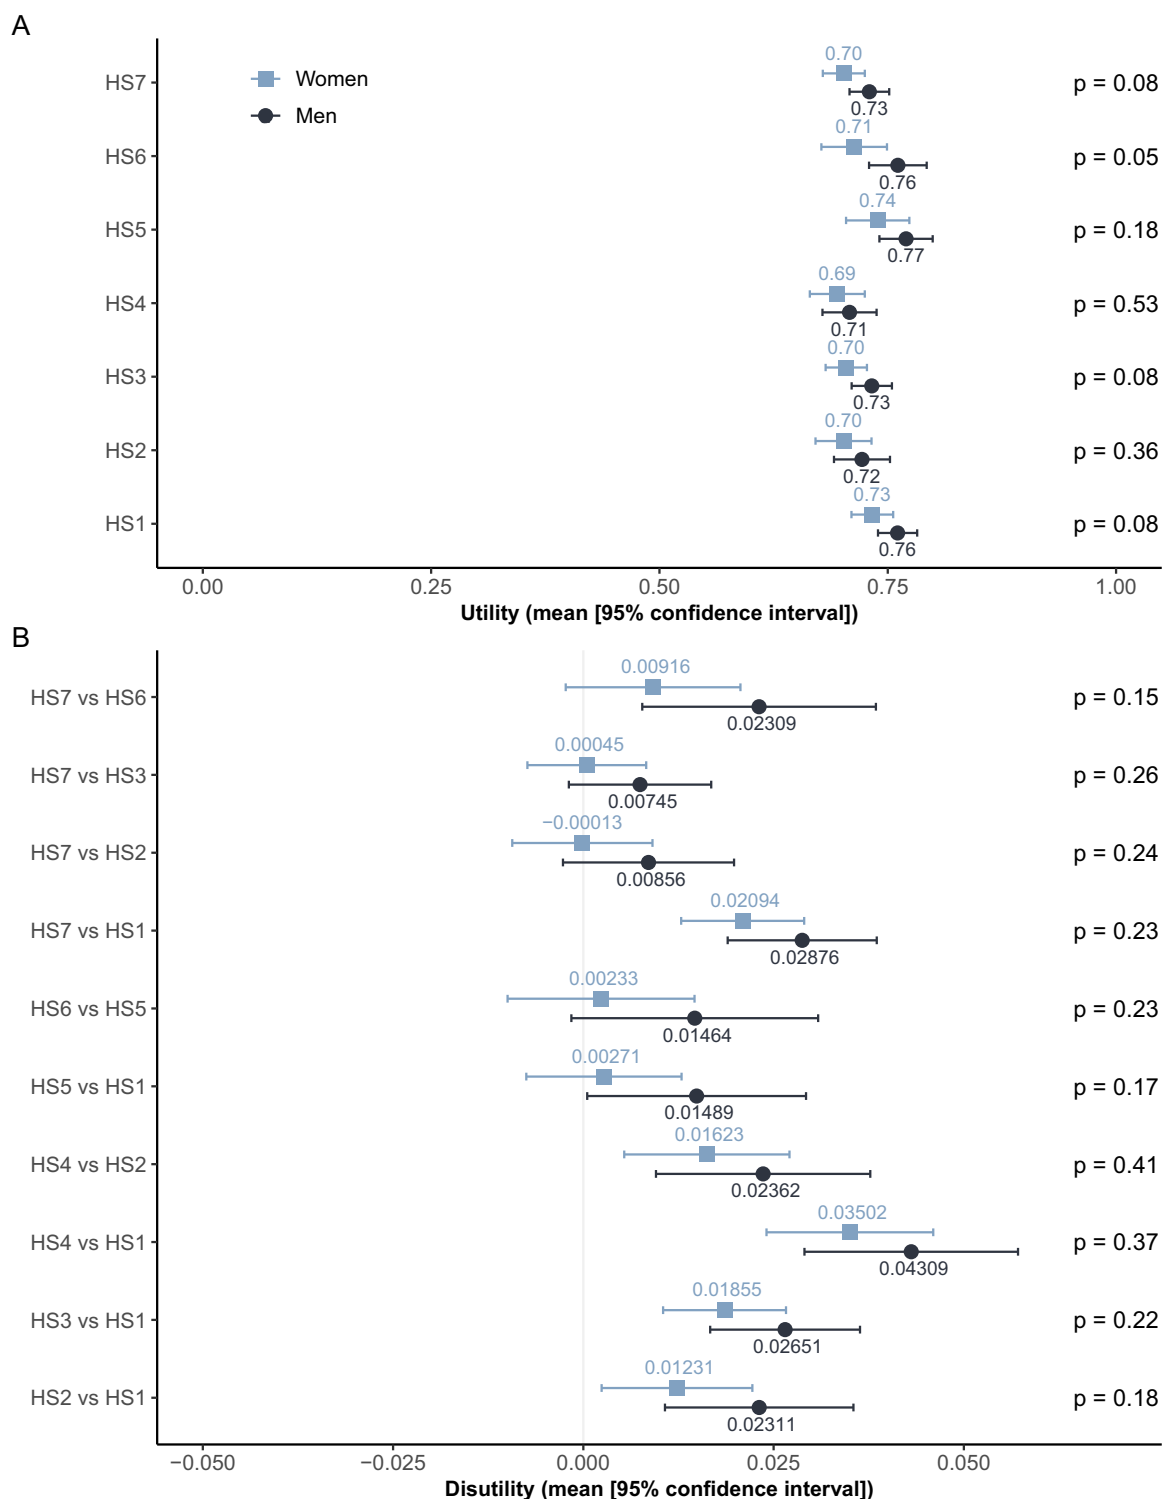 A
Women
Men
HS7
0.70
0.73
p = 0.08
HS6
0.71
0.76
p = 0.05
HS5
0.74
0.77
p = 0.18
HS4
0.69
0.71
p = 0.53
HS3
0.70
0.73
p = 0.08
HS2
0.70
0.72
p = 0.36
HS1
0.73
0.76
p = 0.08
0.00 0.25 0.50 0.75 1.00
Utility (mean [95% confidence interval])
B
HS7 vs HS6
0.00916
0.02309
p = 0.15
HS7 vs HS3
0.00045
0.00745
p = 0.26
HS7 vs HS2
−0.00013
0.00856
p = 0.24
HS7 vs HS1
0.02094
0.02876
p = 0.23
HS6 vs HS5
0.00233
0.01464
p = 0.23
HS5 vs HS1
0.00271
0.01489
p = 0.17
HS4 vs HS2
0.01623
0.02362
p = 0.41
HS4 vs HS1
0.03502
0.04309
p = 0.37
HS3 vs HS1
0.01855
0.02651
p = 0.22
HS2 vs HS1
0.01231
0.02311
p = 0.18
−0.050 −0.025 0.000 0.025 0.050
Disutility (mean [95% confidence interval])